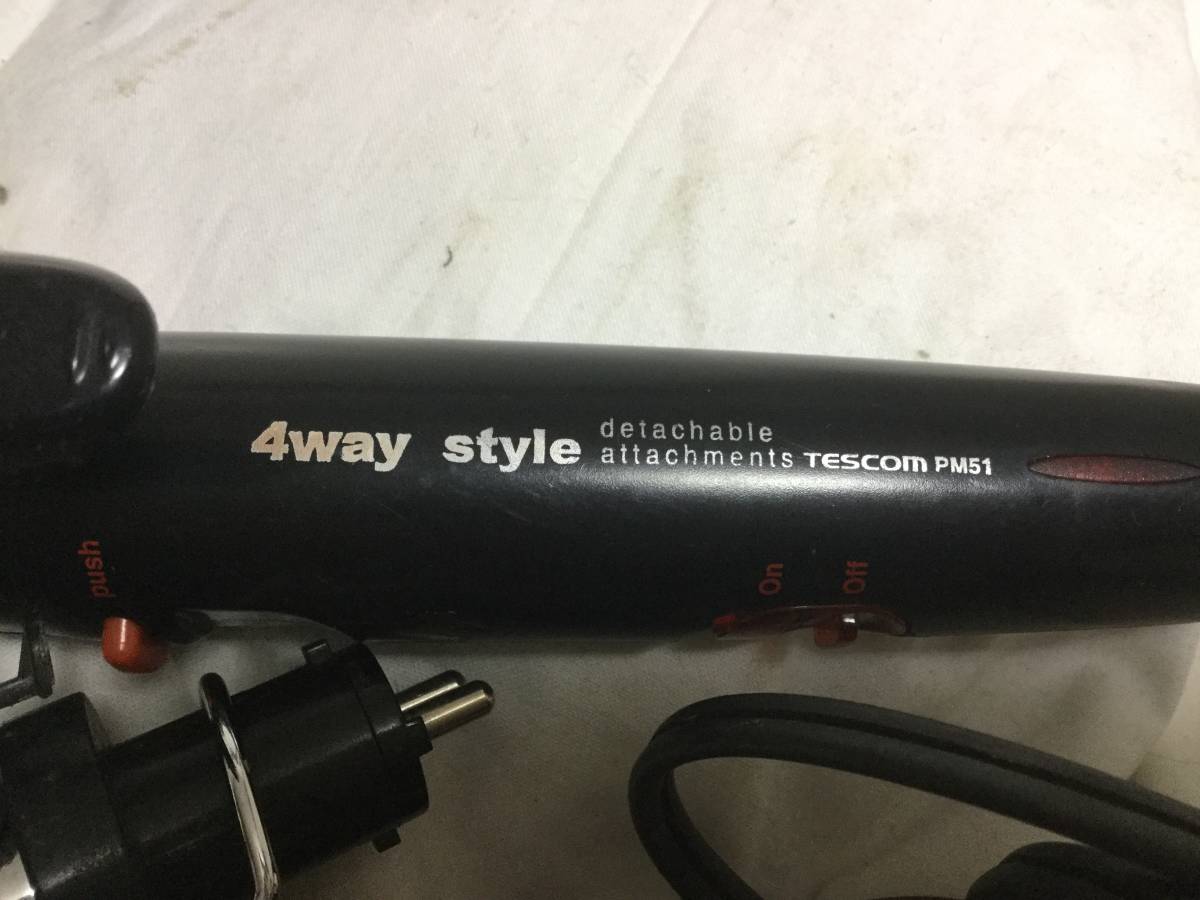 4way style detachable
attachments TESCOM PM51
push
On
Off